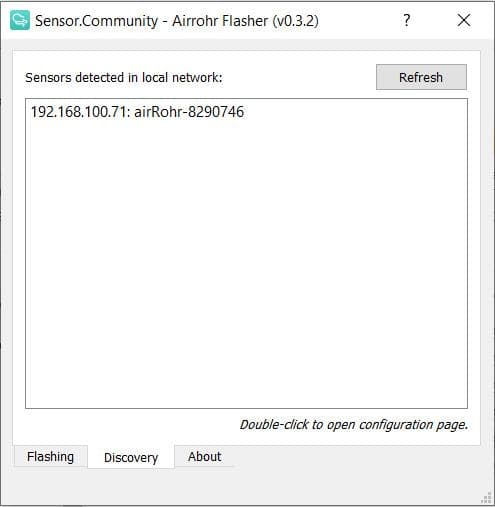 Sensor.Community - Airrohr Flasher (v0.3.2)
?
Sensors detected in local network:
Refresh
192.168.100.71: airRohr-8290746
Double-click to open configuration page.
Flashing
Discovery
About